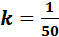 k = 1/50